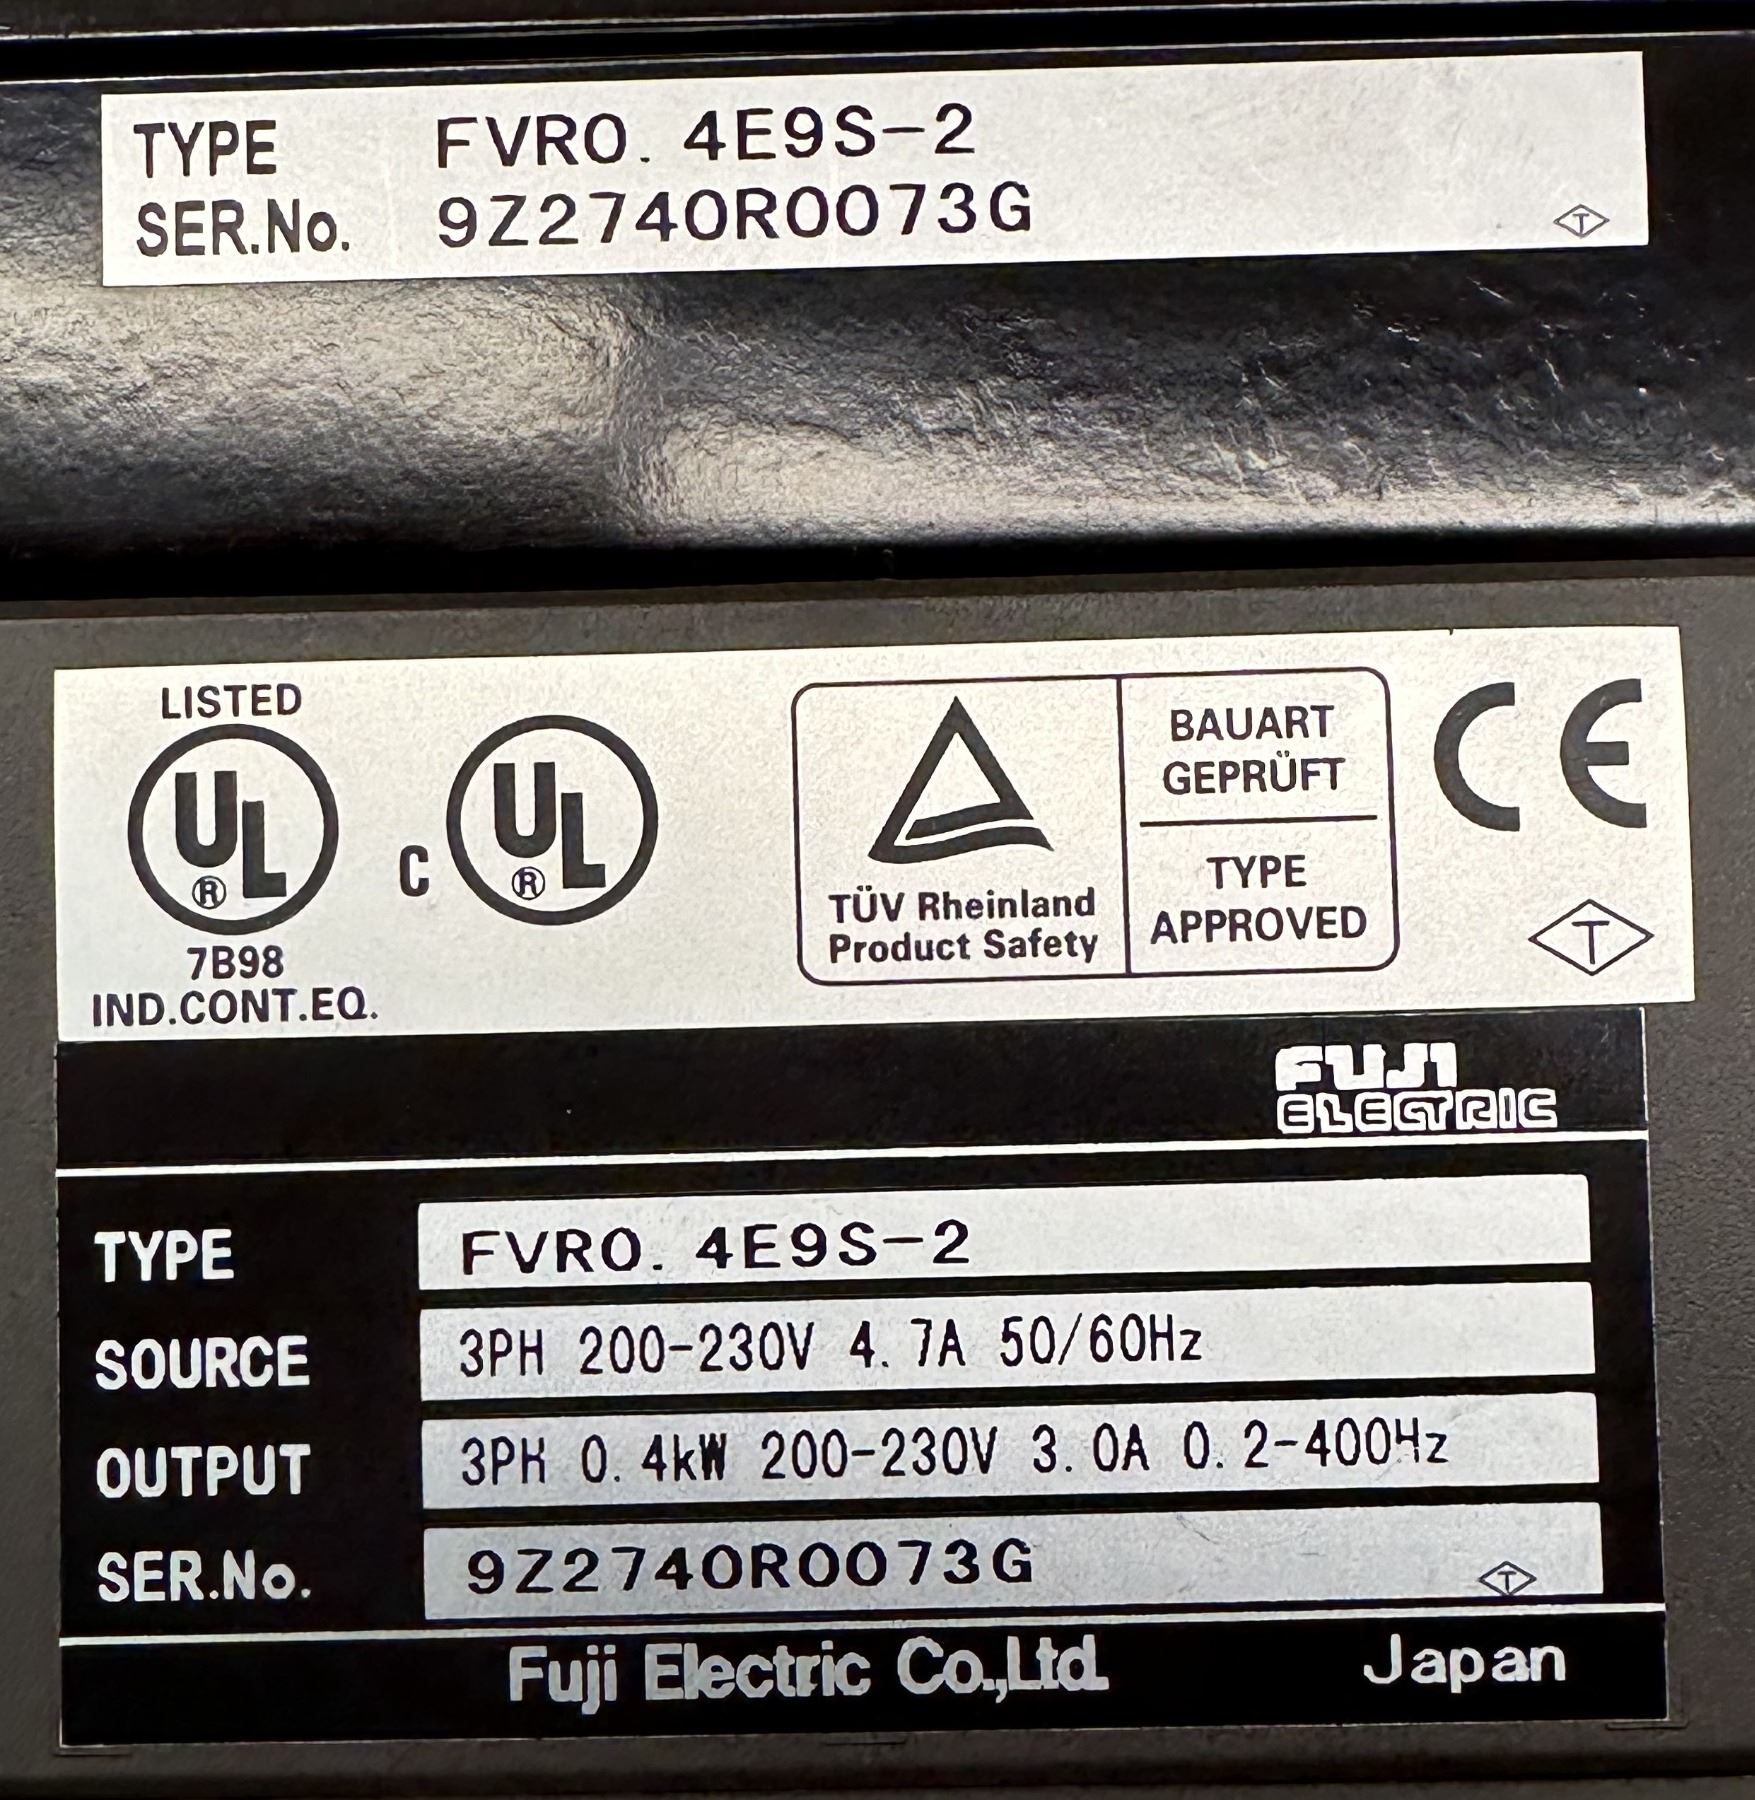 TYPE FVR0.4E9S-2
SER.No. 9Z2740R0073G
T
LISTED
UL®
7B98
IND.CONT.EQ.
C UL®
TÜV Rheinland
Product Safety
BAUART
GEPRÜFT
TYPE
APPROVED
CE
T
FUJI
ELECTRIC
TYPE FVR0.4E9S-2
SOURCE 3PH 200-230V 4.7A 50/60Hz
OUTPUT 3PH 0.4kW 200-230V 3.0A 0.2-400Hz
SER.No. 9Z2740R0073G
T
Fuji Electric Co.,Ltd. Japan